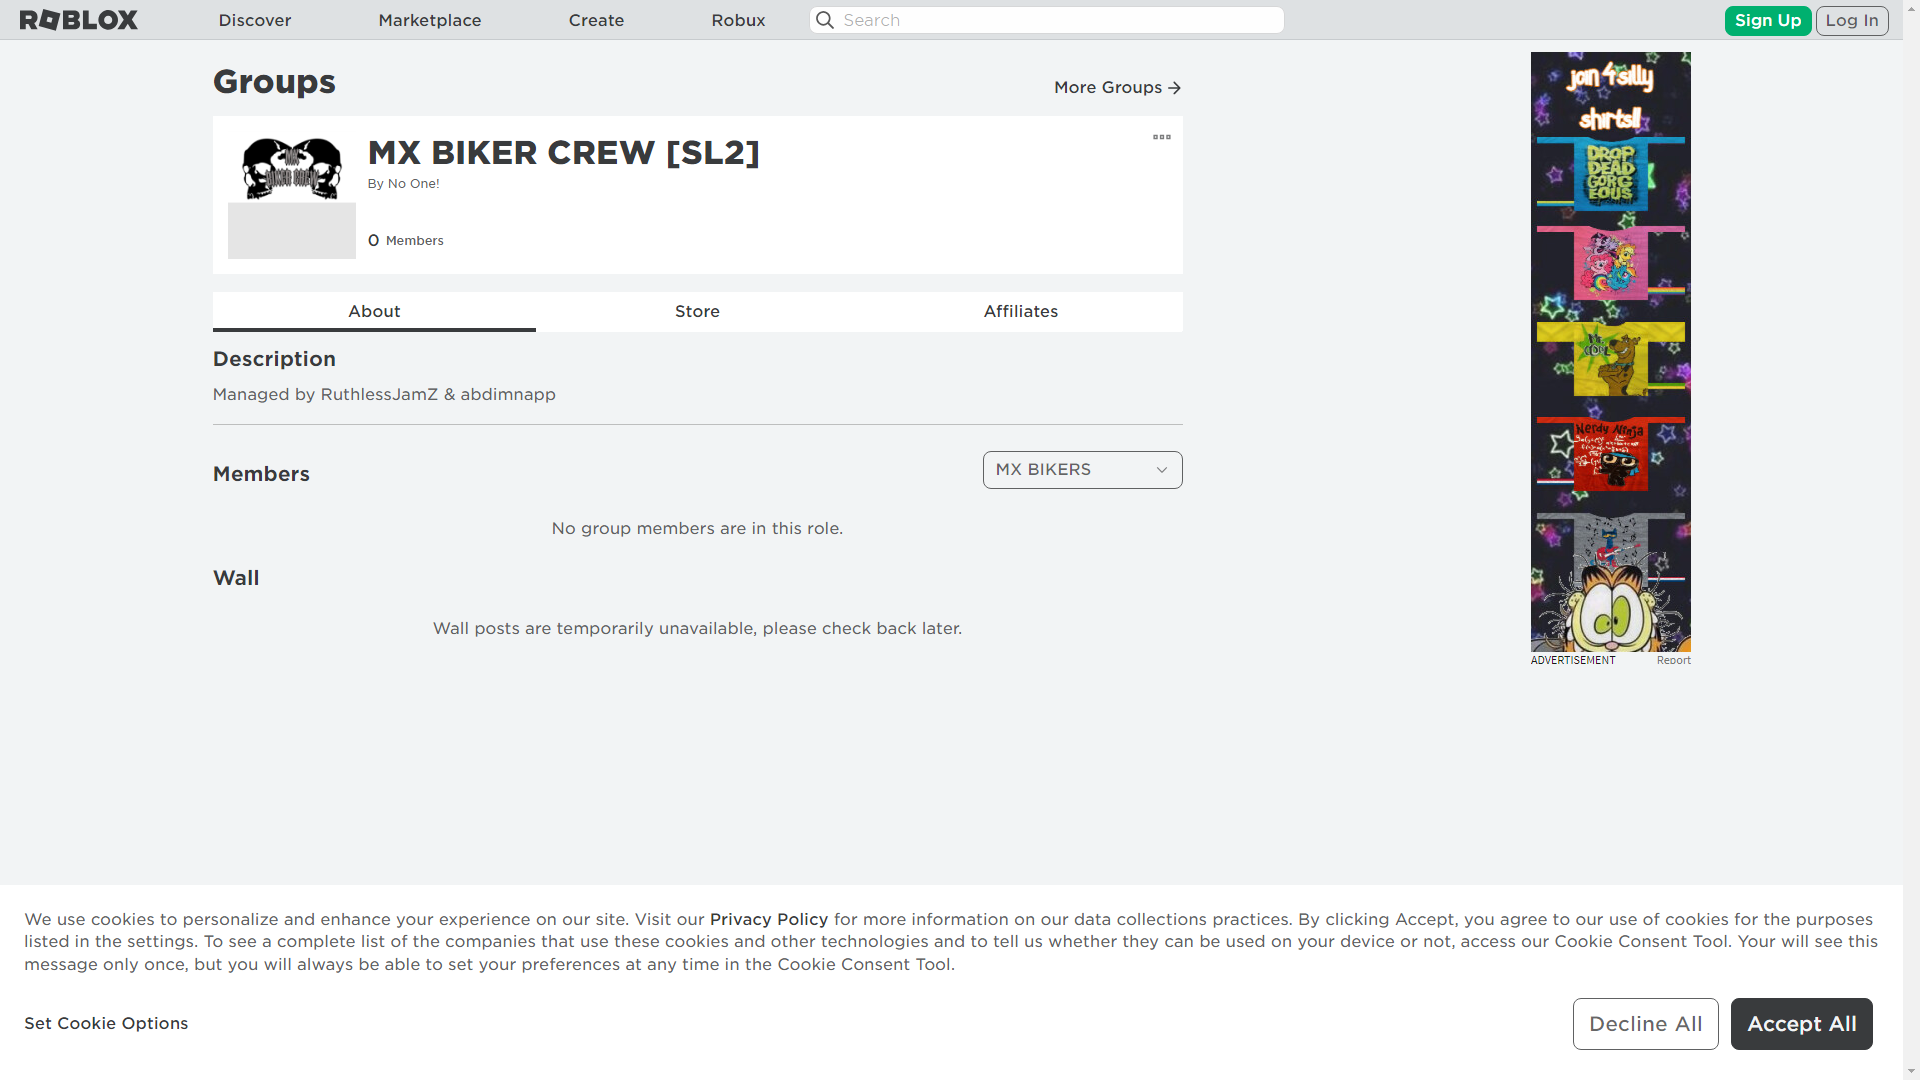 ROBLOX
Discover
Marketplace
Create
Robux
Search
Sign Up
Log In
Groups
More Groups
MX BIKER CREW [SL2]
By No One!
0 Members
About
Store
Affiliates
Description
Managed by RuthlessJamZ & abdimnapp
Members
MX BIKERS
No group members are in this role.
Wall
Wall posts are temporarily unavailable, please check back later.
join 4 silly
shirts!!
DROP
DEAD
GORG
EOUS
Nerdy Ninja
ADVERTISEMENT
Report
We use cookies to personalize and enhance your experience on our site. Visit our Privacy Policy for more information on our data collections practices. By clicking Accept, you agree to our use of cookies for the purposes
listed in the settings. To see a complete list of the companies that use these cookies and other technologies and to tell us whether they can be used on your device or not, access our Cookie Consent Tool. Your will see this
message only once, but you will always be able to set your preferences at any time in the Cookie Consent Tool.
Set Cookie Options
Decline All
Accept All